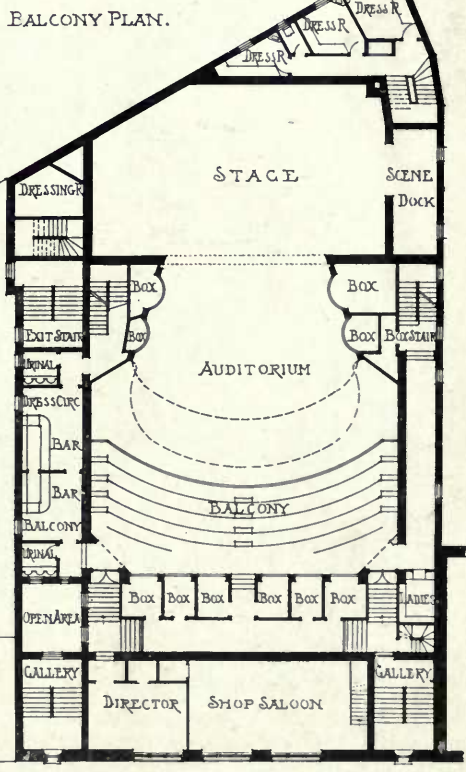 BALCONY PLAN.
DRESS R
DRESS R
DRESS R
STAGE
SCENE
DOCK
DRESSING R
BOX
BOX
EXIT STAIR
BOX
BOX
BOX STAIR
URINAL
AUDITORIUM
DRESS CIRC
BAR
BAR
BALCONY
BALCONY
URINAL
BOX
BOX
BOX
BOX
BOX
BOX
LADIES
OPEN AREA
GALLERY
GALLERY
DIRECTOR
SHOP SALOON